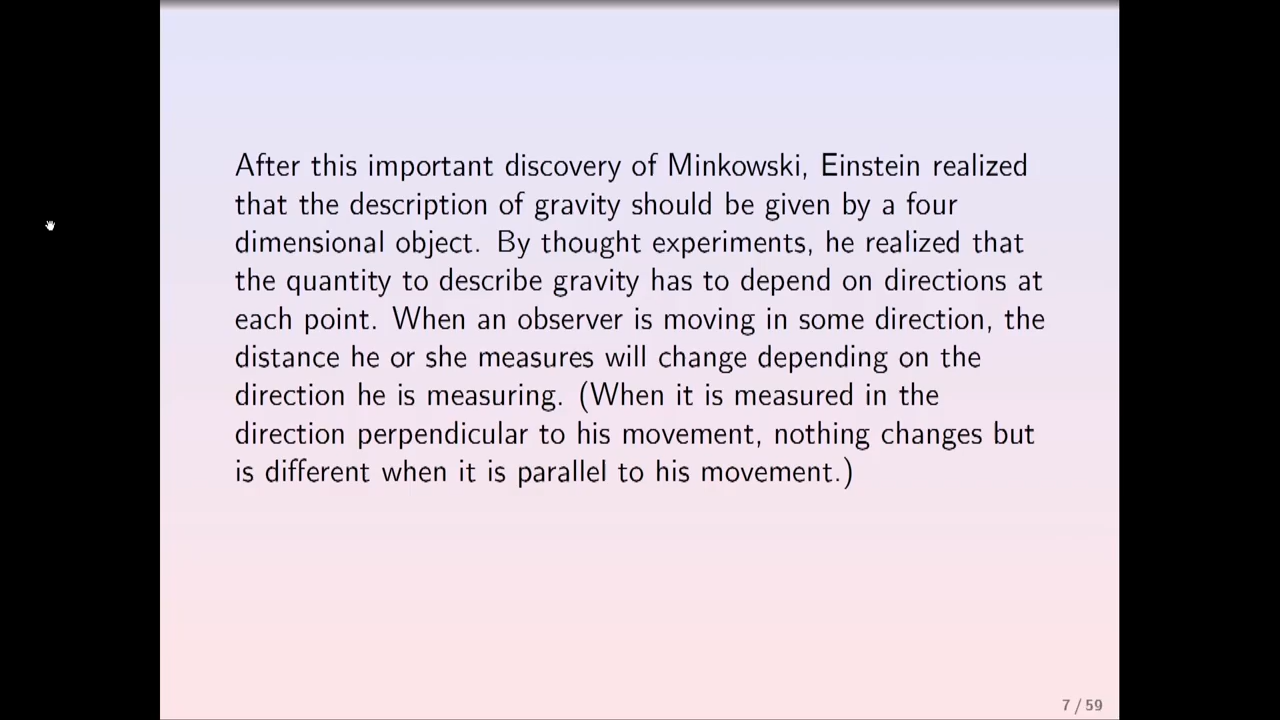 After this important discovery of Minkowski, Einstein realized
that the description of gravity should be given by a four
dimensional object. By thought experiments, he realized that
the quantity to describe gravity has to depend on directions at
each point. When an observer is moving in some direction, the
distance he or she measures will change depending on the
direction he is measuring. (When it is measured in the
direction perpendicular to his movement, nothing changes but
is different when it is parallel to his movement.)
7 / 59